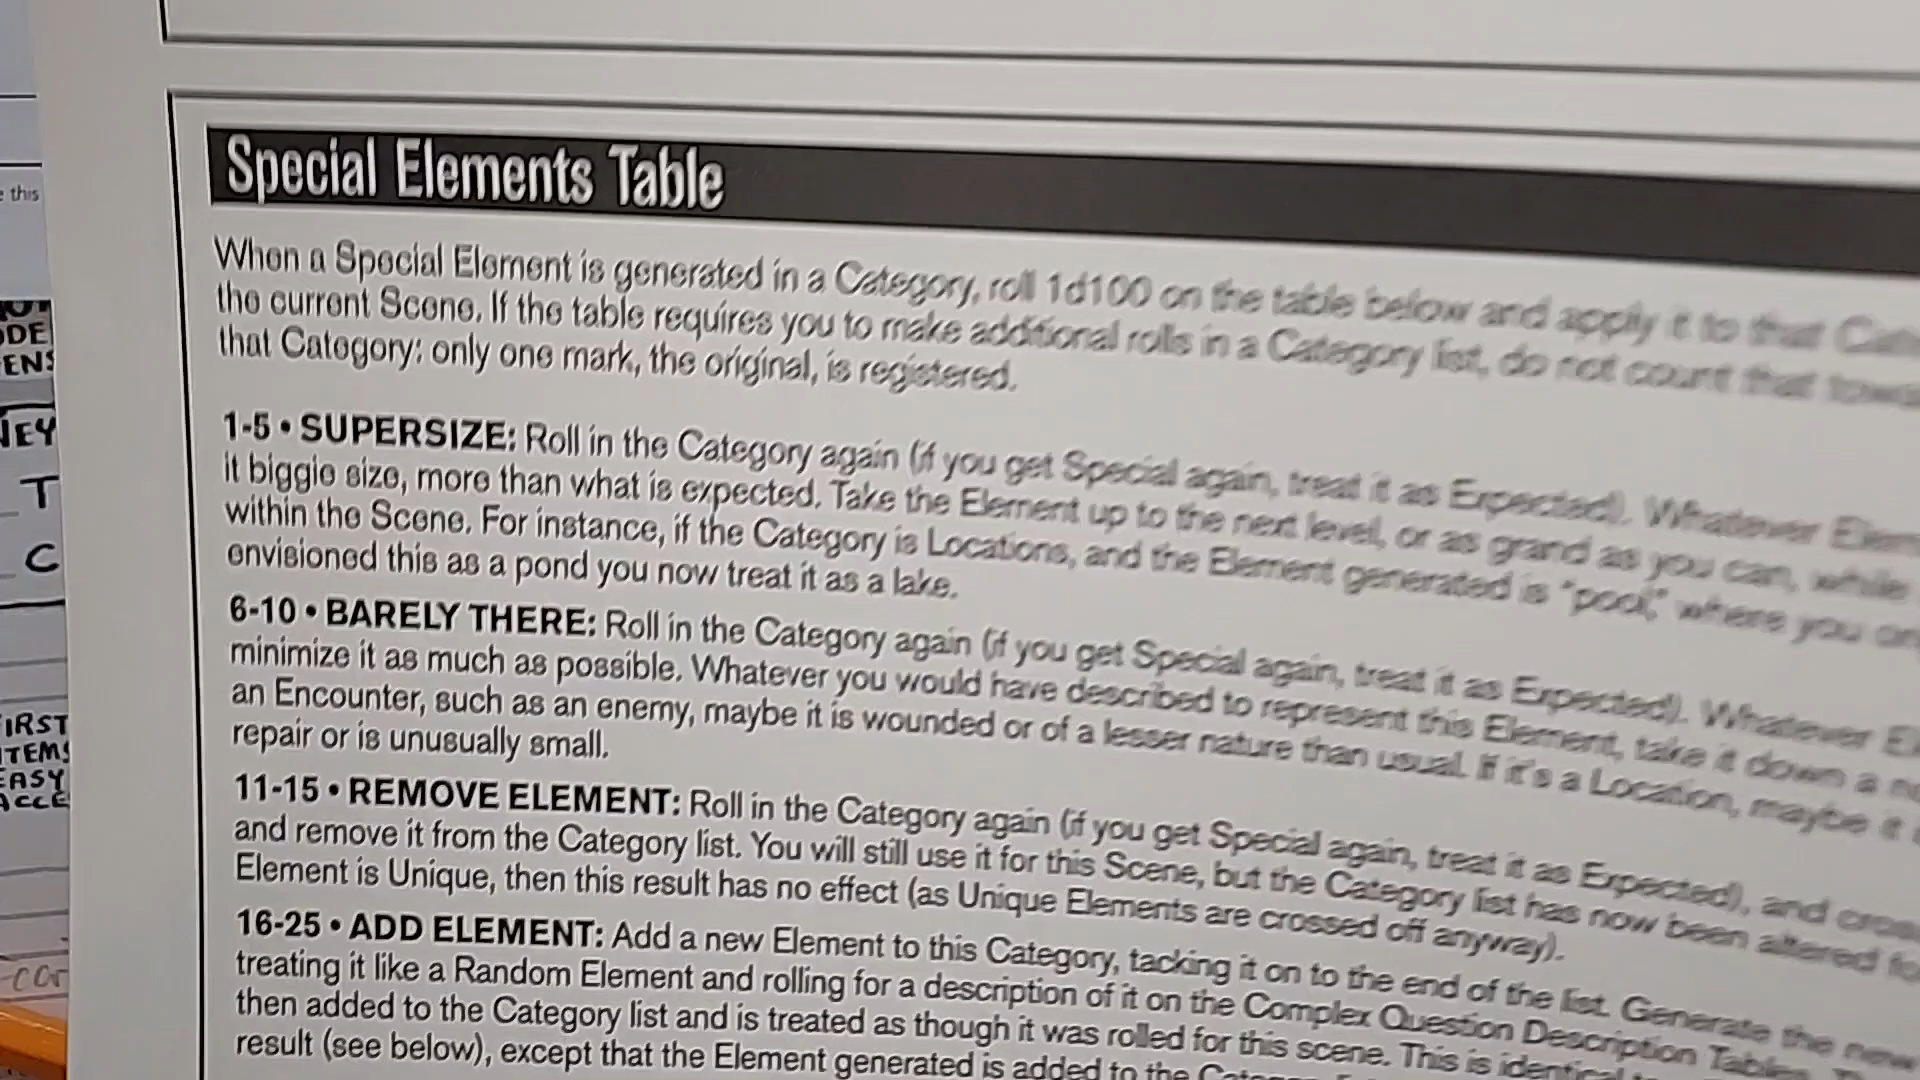 Special Elements Table
When a Special Element is generated in a Category, roll 1d100 on the table below and apply it to that
the current Scene. If the table requires you to make additional rolls in a Category list, do not count that
that Category: only one mark, the original, is registered.
1-5 • SUPERSIZE: Roll in the Category again (if you get Special again, treat it as Expected). Whatever
it biggie size, more than what is expected. Take the Element up to the next level, or as grand as you can, while
within the Scene. For instance, if the Category is Locations, and the Element generated is "pool," where you
envisioned this as a pond you now treat it as a lake.
6-10 • BARELY THERE: Roll in the Category again (if you get Special again, treat it as Expected). Whatever
minimize it as much as possible. Whatever you would have described to represent this Element, take it down a
an Encounter, such as an enemy, maybe it is wounded or of a lesser nature than usual. If it's a Location, maybe it
repair or is unusually small.
11-15 • REMOVE ELEMENT: Roll in the Category again (if you get Special again, treat it as Expected), and
and remove it from the Category list. You will still use it for this Scene, but the Category list has now been altered
Element is Unique, then this result has no effect (as Unique Elements are crossed off anyway).
16-25 • ADD ELEMENT: Add a new Element to this Category, tacking it on to the end of the list. Generate the new
treating it like a Random Element and rolling for a description of it on the Complex Question Description Tables.
then added to the Category list and is treated as though it was rolled for this scene. This is identical
result (see below), except that the Element generated is added to the
this
T
C